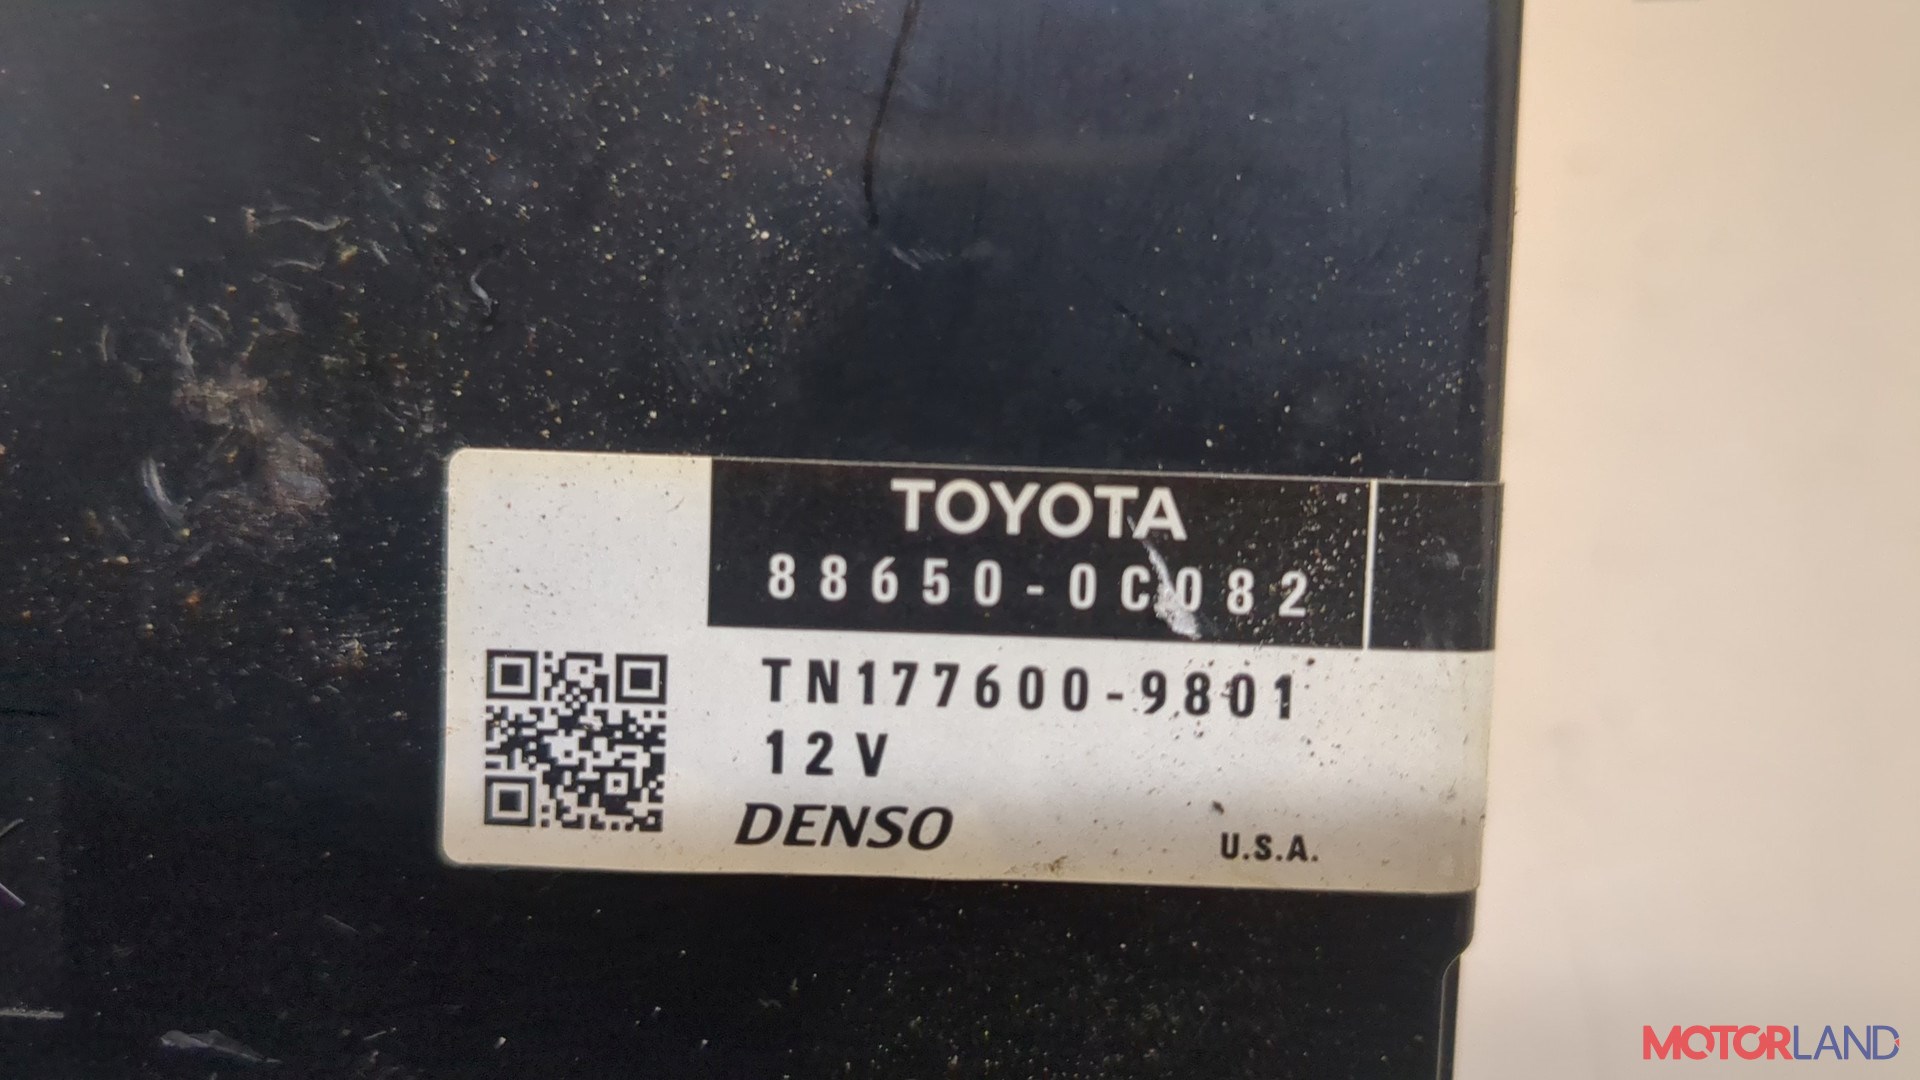 TOYOTA
88650-0C082
TN177600-9801
12V
DENSO
U.S.A.
MOTORLAND